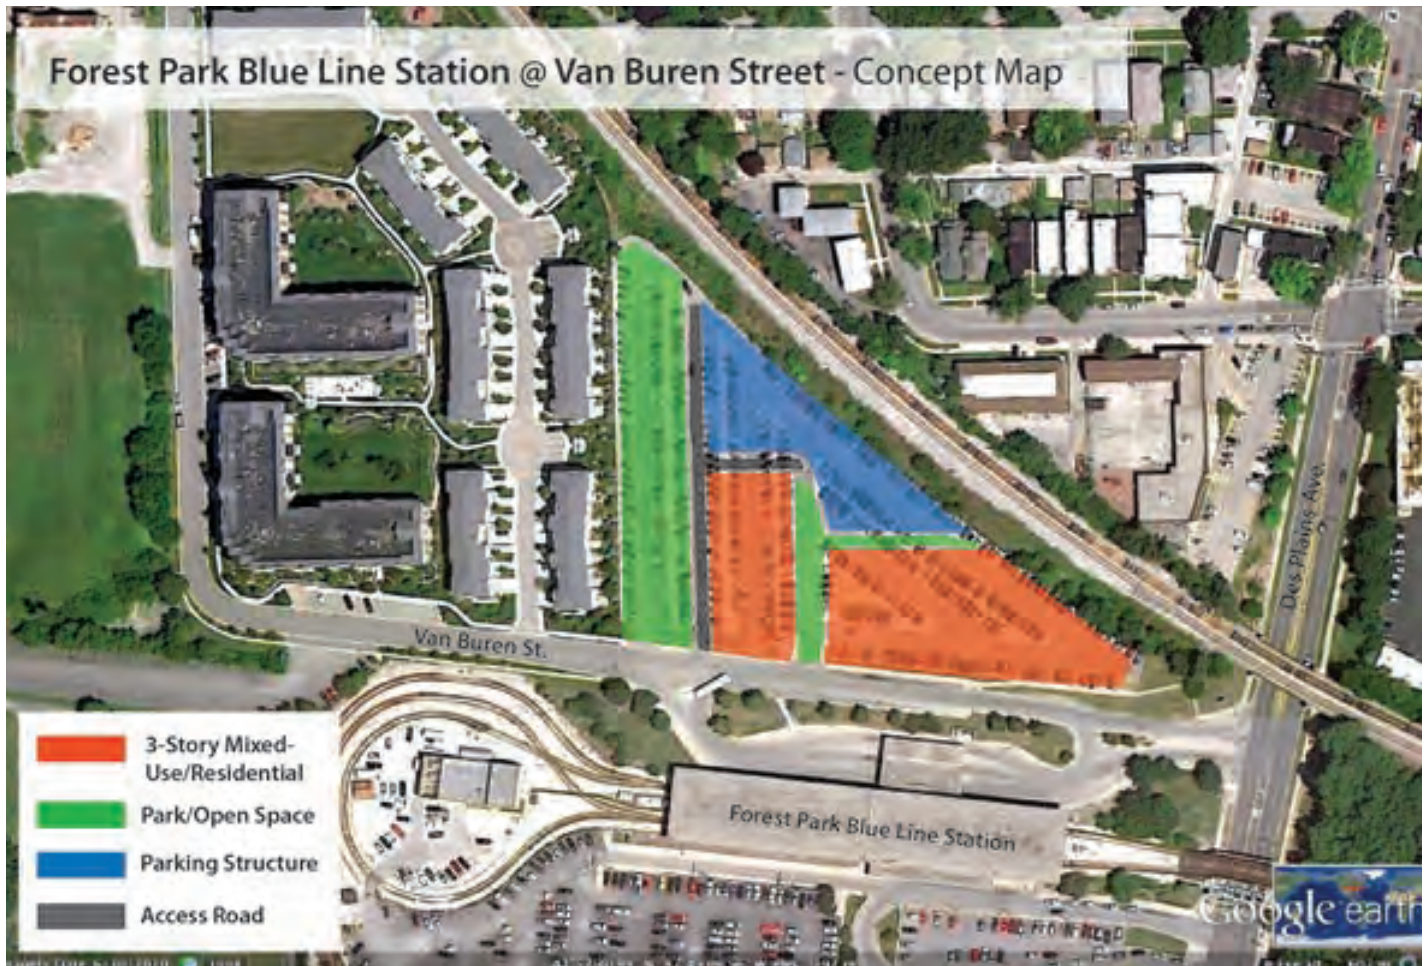 Forest Park Blue Line Station @ Van Buren Street - Concept Map
Des Plains Ave.
Van Buren St.
3-Story Mixed-
Use/Residential
Park/Open Space
Parking Structure
Access Road
Forest Park Blue Line Station
Google earth